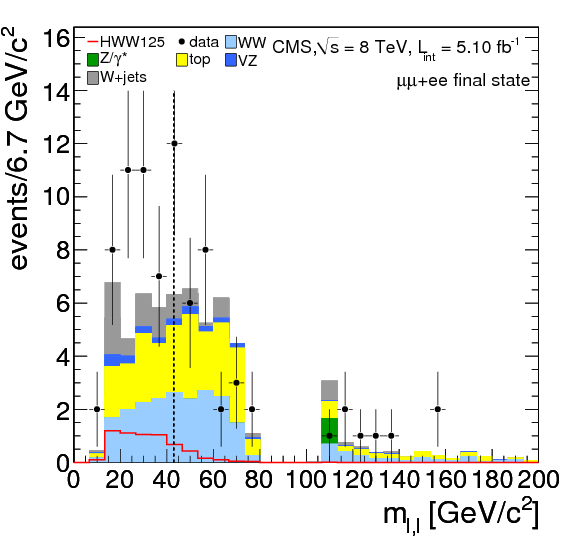 HWW125 data WW CMS,√s = 8 TeV, L_int = 5.10 fb⁻¹
Z/γ* top VZ
W+jets μμ+ee final state
events/6.7 GeV/c²
16
14
12
10
8
6
4
2
0
0 20 40 60 80 100 120 140 160 180 200
m_l,l [GeV/c²]